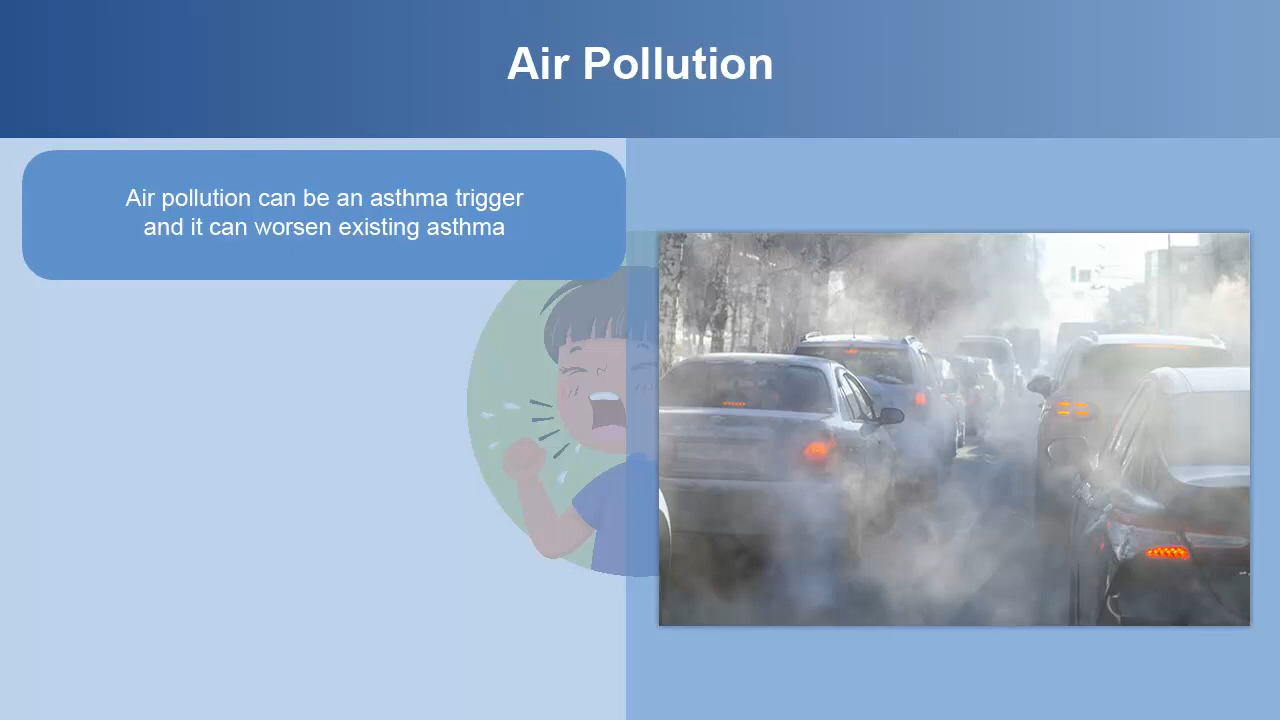 Air Pollution
Air pollution can be an asthma trigger
and it can worsen existing asthma